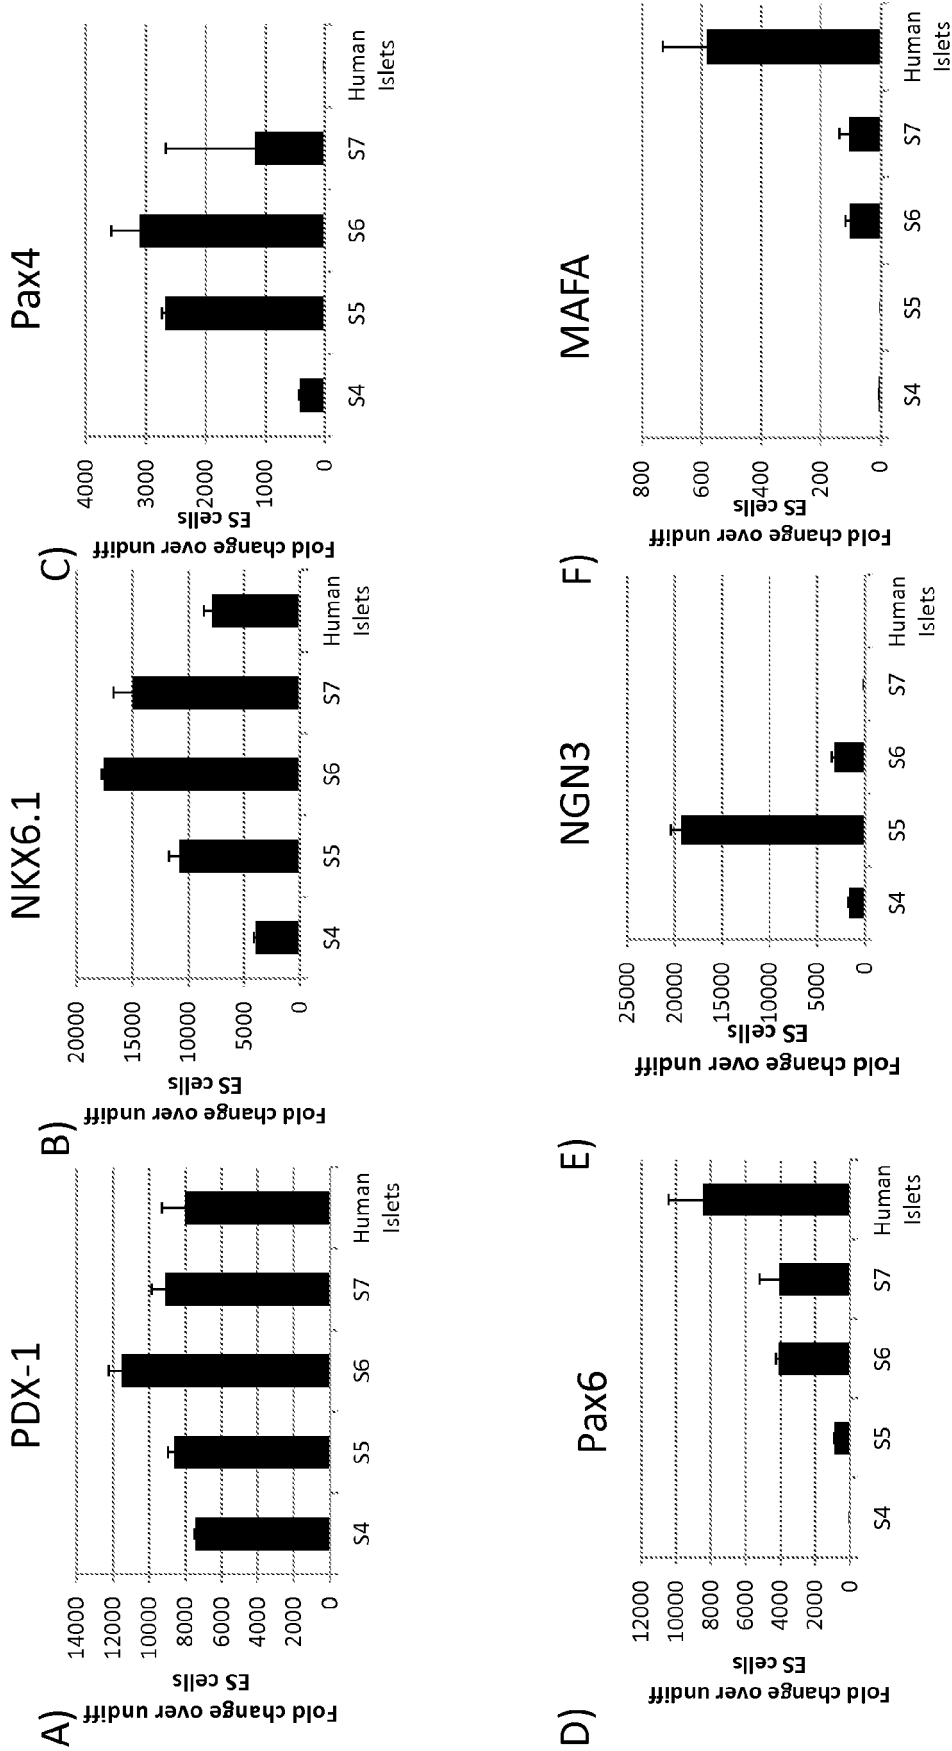 A)
PDX-1
Fold change over undiff
ES cells
14000
12000
10000
8000
6000
4000
2000
0
S4
S5
S6
S7
Human
Islets
B)
NKX6.1
Fold change over undiff
ES cells
20000
15000
10000
5000
0
S4
S5
S6
S7
Human
Islets
C)
Pax4
Fold change over undiff
ES cells
4000
3000
2000
1000
0
S4
S5
S6
S7
Human
Islets
D)
Pax6
Fold change over undiff
ES cells
12000
10000
8000
6000
4000
2000
0
S4
S5
S6
S7
Human
Islets
E)
NGN3
Fold change over undiff
ES cells
25000
20000
15000
10000
5000
0
S4
S5
S6
S7
Human
Islets
F)
MAFA
Fold change over undiff
ES cells
800
600
400
200
0
S4
S5
S6
S7
Human
Islets